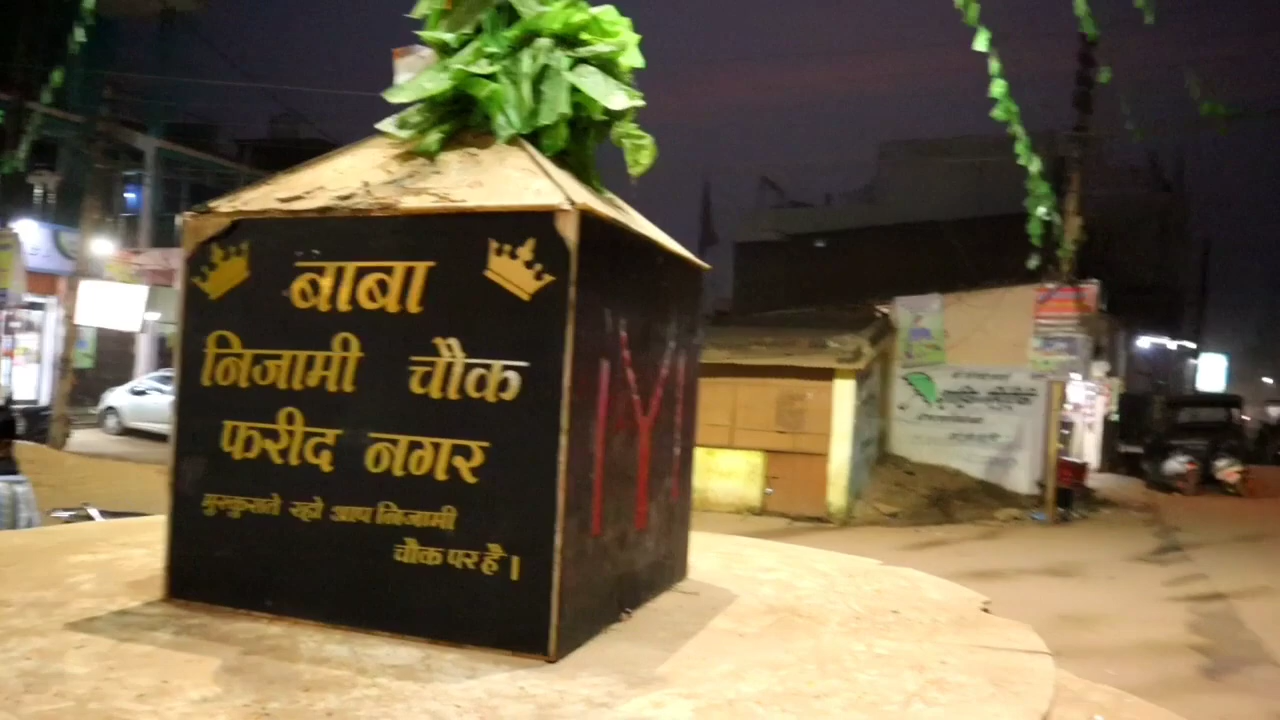 बाबा
निजामी चौक
फरीद नगर
मुस्कुराते रहो आप निजामी
चौक पर है।